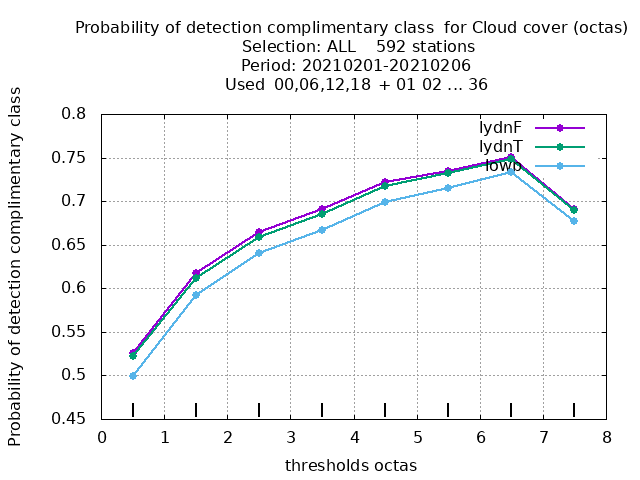 Probability of detection complimentary class  for Cloud cover (octas)
Selection: ALL    592 stations
Period: 20210201-20210206
Used  00,06,12,18  + 01 02 ... 36
Probability of detection complimentary class
0.8
0.75
0.7
0.65
0.6
0.55
0.5
0.45
lydnF
lydnT
lowp
0 1 2 3 4 5 6 7 8
thresholds octas